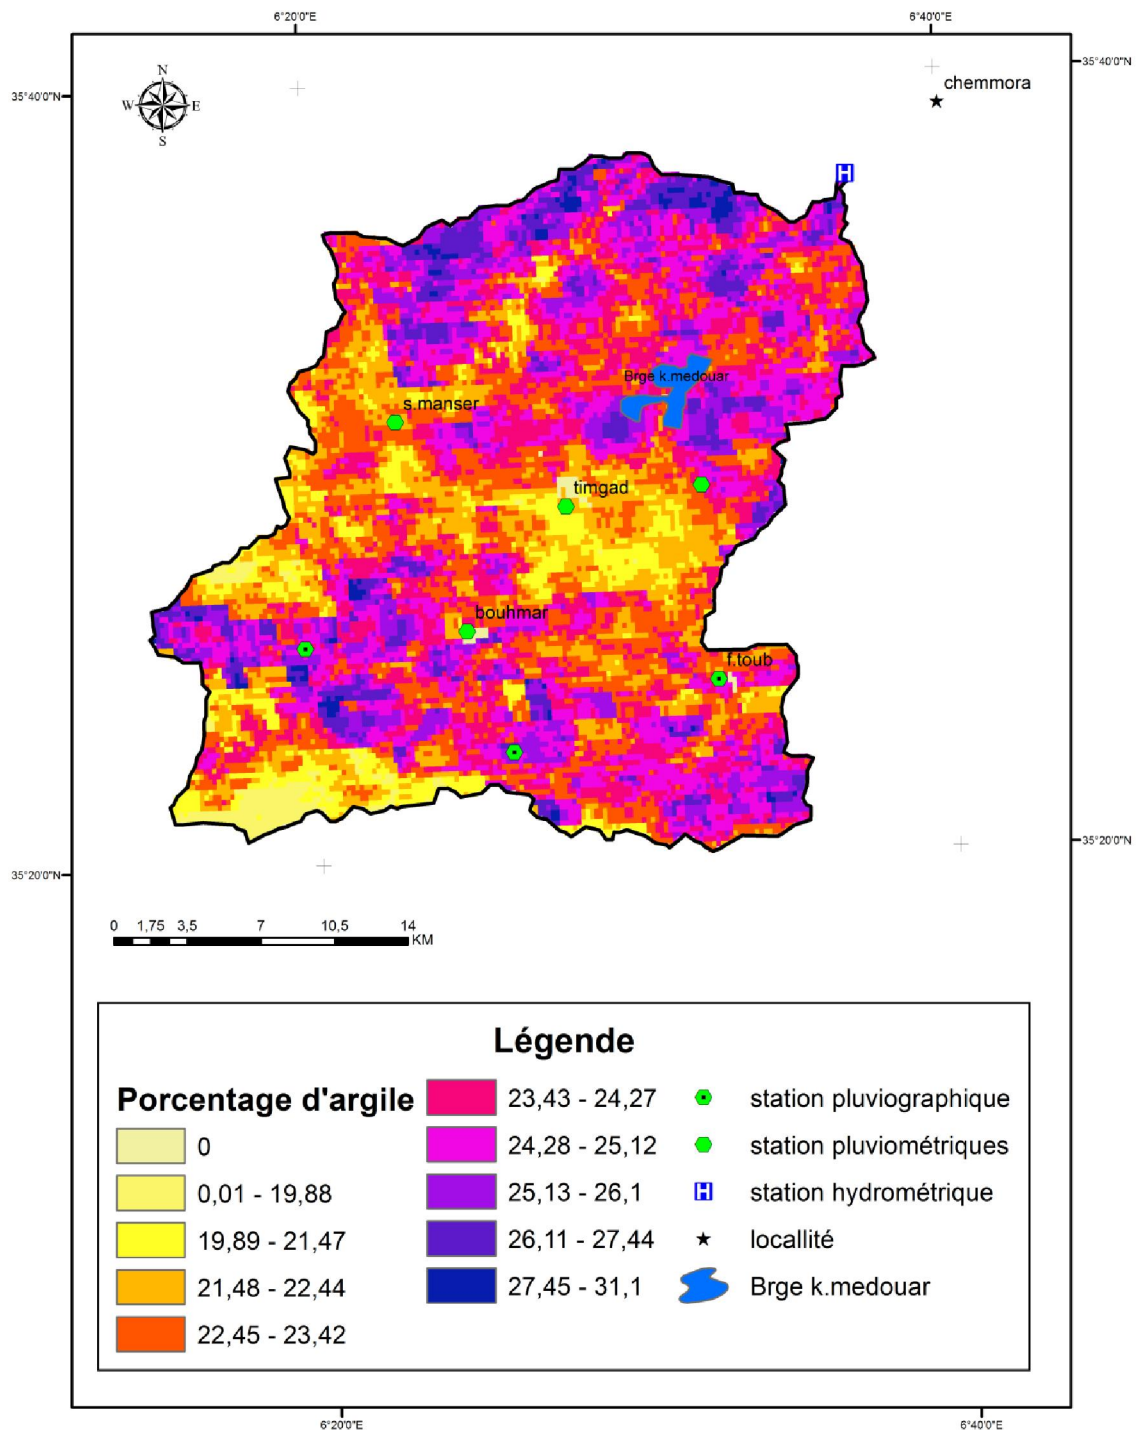 6°20'0"E
6°40'0"E
35°40'0"N
35°40'0"N
N
W
E
S
chemmora
H
Brge k.medouar
s.manser
timgad
bouhmar
f.toub
35°20'0"N
35°20'0"N
0 1,75 3,5 7 10,5 14
KM
Légende
Porcentage d'argile
0
0,01 - 19,88
19,89 - 21,47
21,48 - 22,44
22,45 - 23,42
23,43 - 24,27
24,28 - 25,12
25,13 - 26,1
26,11 - 27,44
27,45 - 31,1
station pluviographique
station pluviométriques
H station hydrométrique
locallité
Brge k.medouar
6°20'0"E
6°40'0"E